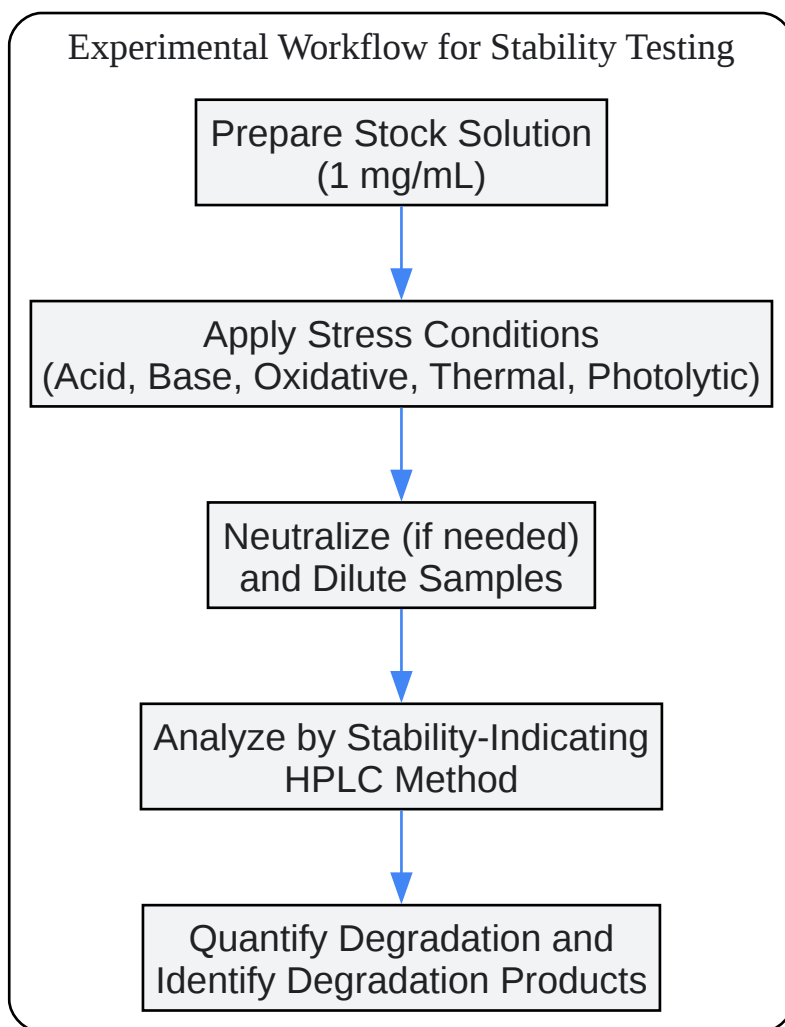 Experimental Workflow for Stability Testing
Prepare Stock Solution
(1 mg/mL)
Apply Stress Conditions
(Acid, Base, Oxidative, Thermal, Photolytic)
Neutralize (if needed)
and Dilute Samples
Analyze by Stability-Indicating
HPLC Method
Quantify Degradation and
Identify Degradation Products